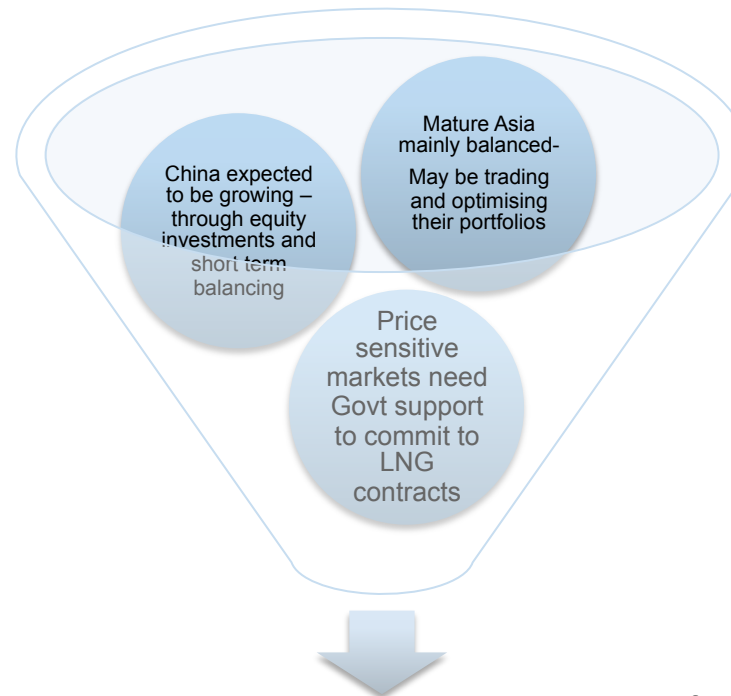 China expected
to be growing –
through equity
investments and
short term
balancing
Mature Asia
mainly balanced-
May be trading
and optimising
their portfolios
Price
sensitive
markets need
Govt support
to commit to
LNG
contracts